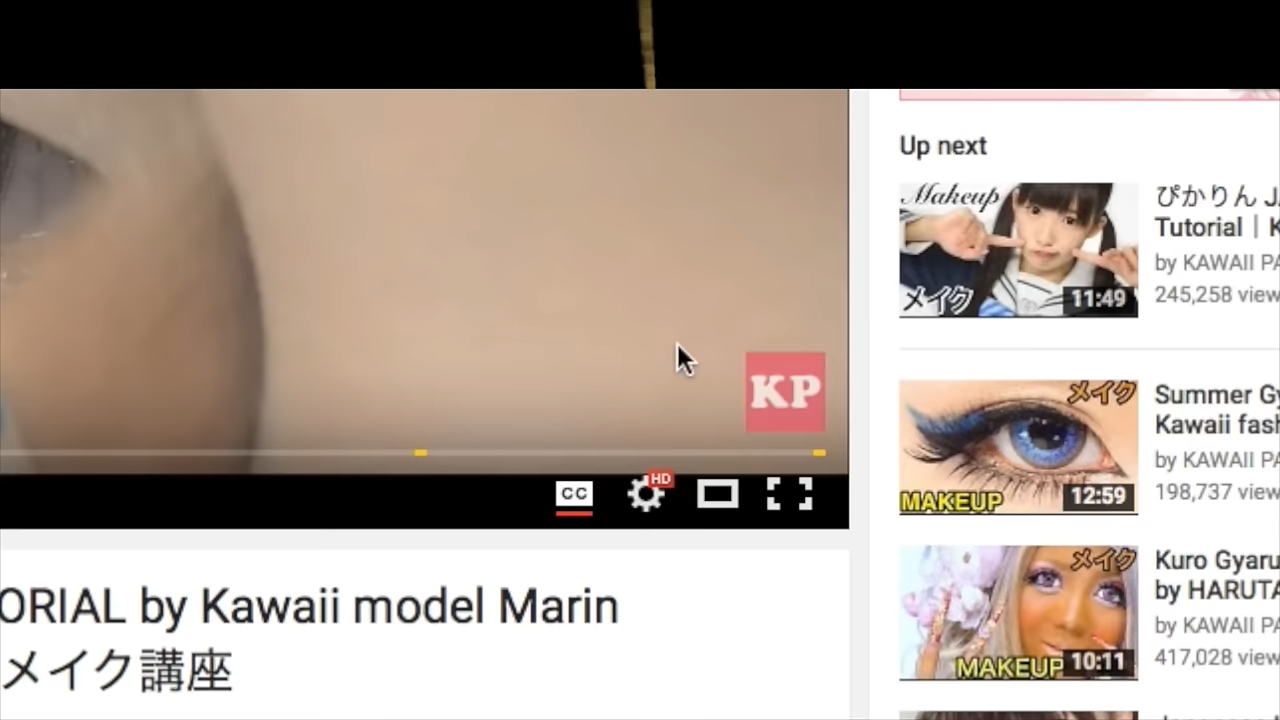 Up next
Makeup
メイク
11:49
ぴかりん J
Tutorial | K
by KAWAII PA
245,258 view
KP
メイク
MAKEUP
12:59
Summer Gy
Kawaii fash
by KAWAII PA
198,737 view
CC
HD
メイク
MAKEUP
10:11
Kuro Gyaru
by HARUTA
by KAWAII PA
417,028 view
ORIAL by Kawaii model Marin
メイク講座